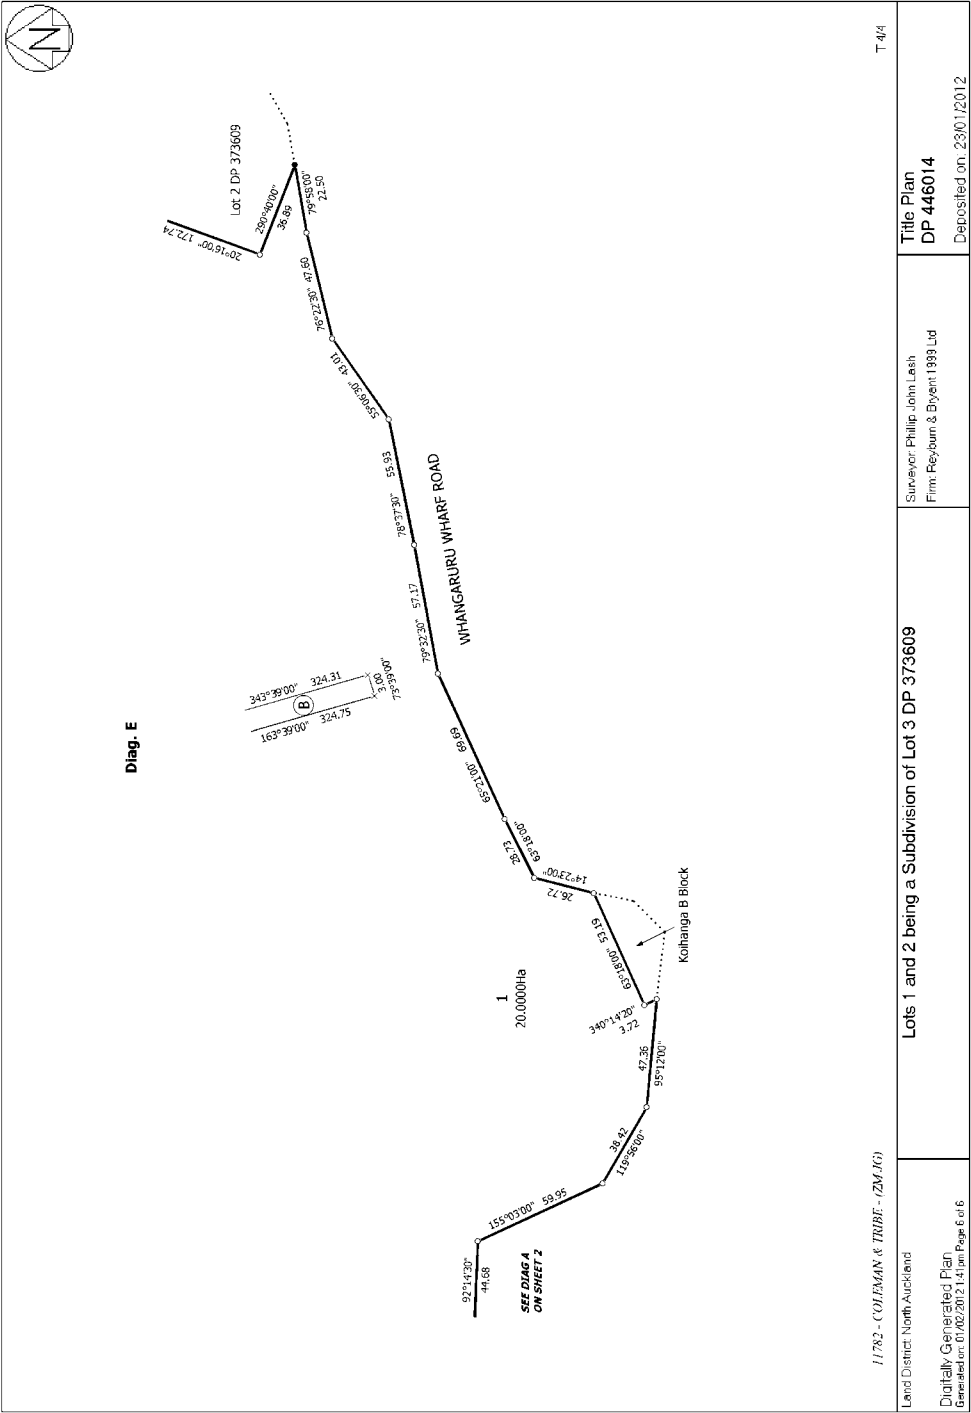 N
Diag. E
20°16'00" 172.74
Lot 2 DP 373609
290°40'00"
36.89
79°58'00"
22.50
76°22'30" 47.60
55°06'30" 43.01
78°37'30" 55.93
79°32'30" 57.17
WHANGARURU WHARF ROAD
343°39'00" 324.31
B
163°39'00" 324.75
3.00
73°39'00"
65°21'00" 69.69
28.73
63°18'00"
14°23'00"
26.72
63°18'00" 53.19
Koihanga B Block
1
20.0000Ha
340°14'20"
3.72
47.36
95°12'00"
38.42
119°56'00"
155°03'00" 59.95
92°14'30"
44.68
SEE DIAG A
ON SHEET 2
11782 - COLEMAN & TRIBE - (ZMJG)
T 4/4
Land District: North Auckland
Digitally Generated Plan
Generated on: 01/02/2012 1:41pm Page 6 of 6
Lots 1 and 2 being a Subdivision of Lot 3 DP 373609
Surveyor: Phillip John Lash
Firm: Reyburn & Bryant 1999 Ltd
Title Plan
DP 446014
Deposited on: 23/01/2012